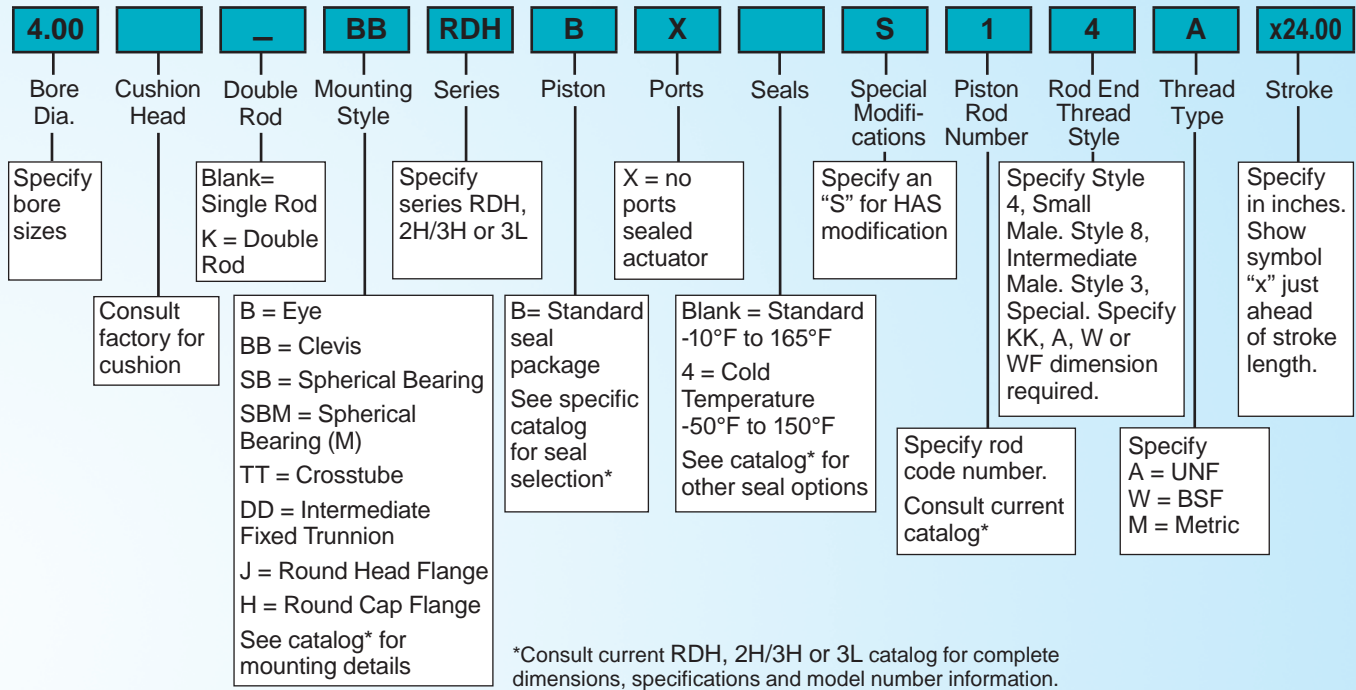 4.00 _ BB RDH B X S 1 4 A x24.00
Bore
Dia.
Cushion
Head
Double
Rod
Mounting
Style
Series
Piston
Ports
Seals
Special
Modifi-
cations
Piston
Rod
Number
Rod End
Thread
Style
Thread
Type
Stroke
Specify
bore
sizes
Blank=
Single Rod
K = Double
Rod
Specify
series RDH,
2H/3H or 3L
X = no
ports
sealed
actuator
Specify an
“S” for HAS
modification
Specify Style
4, Small
Male. Style 8,
Intermediate
Male. Style 3,
Special. Specify
KK, A, W or
WF dimension
required.
Specify
in inches.
Show
symbol
“x” just
ahead
of stroke
length.
Consult
factory for
cushion
B = Eye
BB = Clevis
SB = Spherical Bearing
SBM = Spherical
Bearing (M)
TT = Crosstube
DD = Intermediate
Fixed Trunnion
J = Round Head Flange
H = Round Cap Flange
See catalog* for
mounting details
B= Standard
seal
package
See specific
catalog
for seal
selection*
Blank = Standard
-10°F to 165°F
4 = Cold
Temperature
-50°F to 150°F
See catalog* for
other seal options
Specify rod
code number.
Consult current
catalog*
Specify
A = UNF
W = BSF
M = Metric
*Consult current RDH, 2H/3H or 3L catalog for complete
dimensions, specifications and model number information.